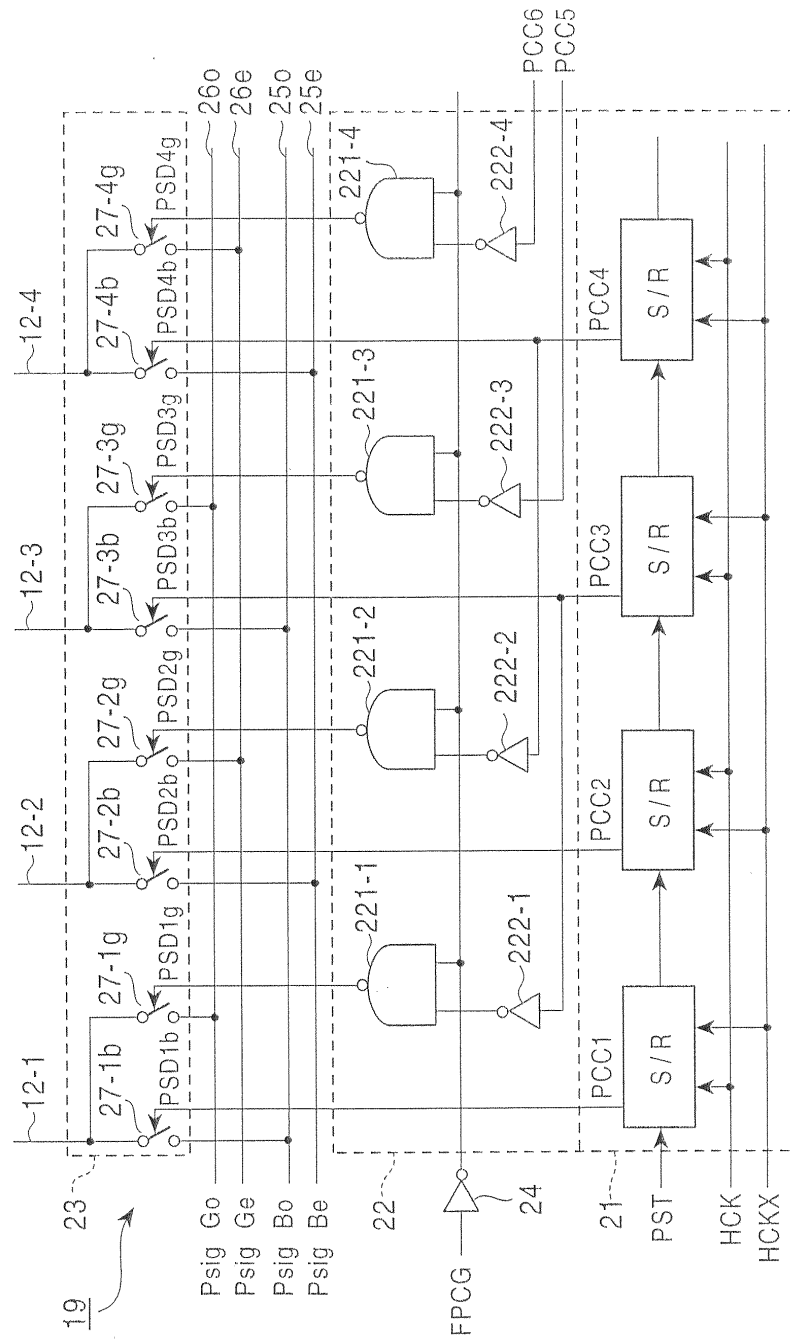 19
12-1
12-2
12-3
12-4
23
27-1b
27-1g
27-2b
27-2g
27-3b
27-3g
27-4b
27-4g
PSD1b
PSD1g
PSD2b
PSD2g
PSD3b
PSD3g
PSD4b
PSD4g
Psig Go
26o
Psig Ge
26e
Psig Bo
25o
Psig Be
25e
22
221-1
221-2
221-3
221-4
FPCG
24
222-1
222-2
222-3
222-4
PCC6
PCC5
21
PCC1
PCC2
PCC3
PCC4
PST
S/R
S/R
S/R
S/R
HCK
HCKX